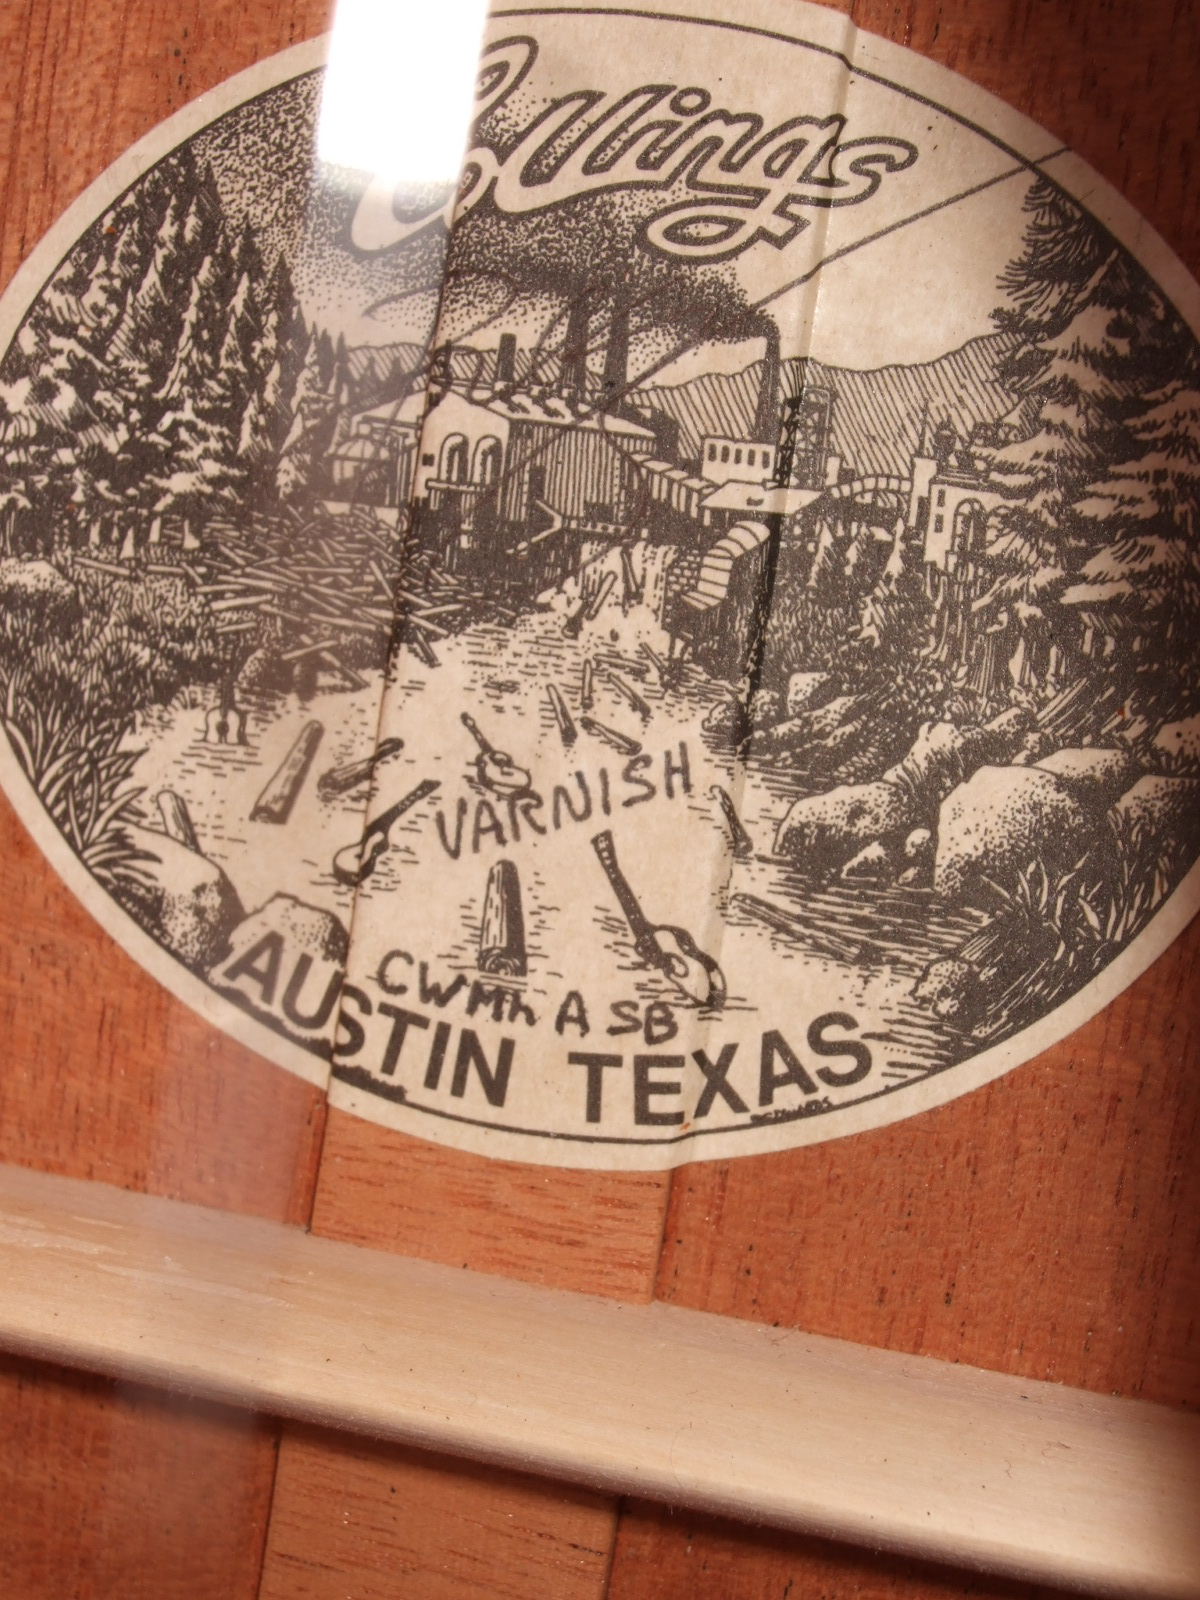 Collings
VARNISH
CWMh A SB
AUSTIN TEXAS